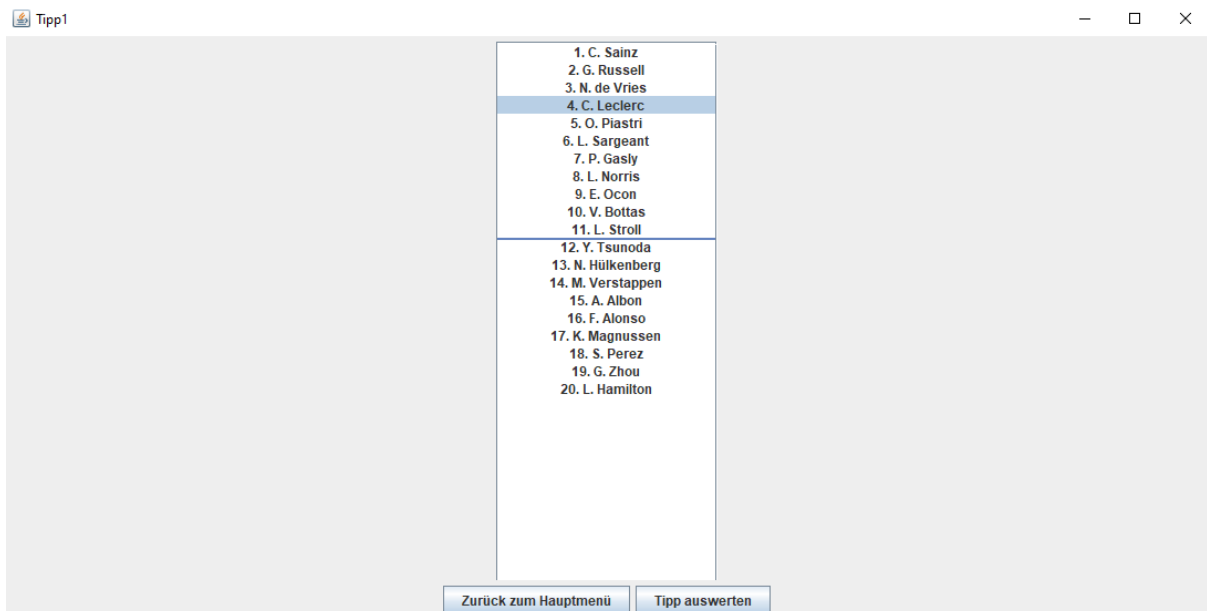 Tipp1
1. C. Sainz
2. G. Russell
3. N. de Vries
4. C. Leclerc
5. O. Piastri
6. L. Sargeant
7. P. Gasly
8. L. Norris
9. E. Ocon
10. V. Bottas
11. L. Stroll
12. Y. Tsunoda
13. N. Hülkenberg
14. M. Verstappen
15. A. Albon
16. F. Alonso
17. K. Magnussen
18. S. Perez
19. G. Zhou
20. L. Hamilton
Zurück zum Hauptmenü Tipp auswerten